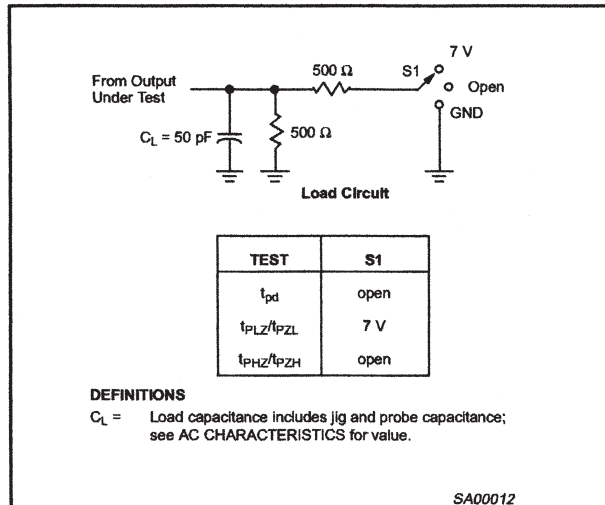 7 V
500 Ω
S1
From Output
Under Test
Open
GND
C_L = 50 pF
500 Ω
Load Circuit
TEST S1
t_pd open
t_PLZ/t_PZL 7 V
t_PHZ/t_PZH open
DEFINITIONS
C_L = Load capacitance includes jig and probe capacitance;
see AC CHARACTERISTICS for value.
SA00012